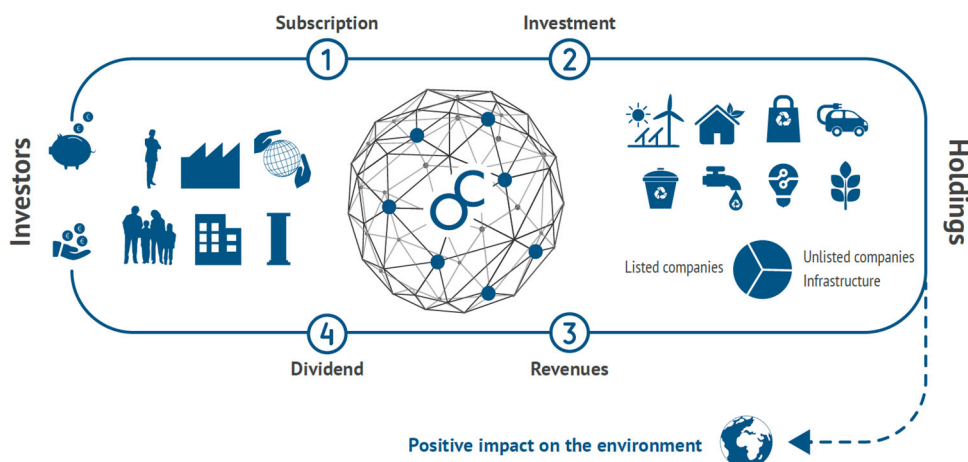 Subscription
Investment
1
2
Investors
Holdings
€
€
€
€
€
OC
Listed companies
Unlisted companies
Infrastructure
4
3
Dividend
Revenues
Positive impact on the environment